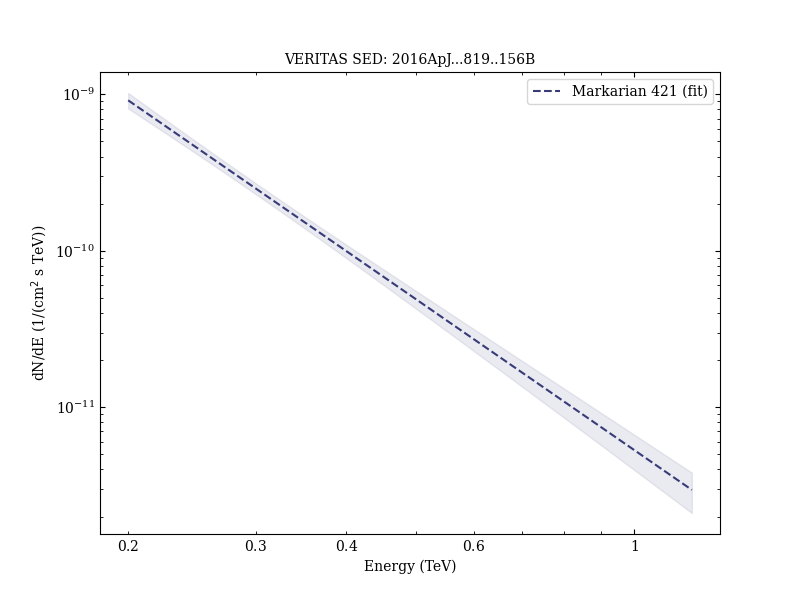 VERITAS SED: 2016ApJ...819..156B
Markarian 421 (fit)
dN/dE (1/(cm² s TeV))
10⁻⁹
10⁻¹⁰
10⁻¹¹
0.2 0.3 0.4 0.6 1
Energy (TeV)